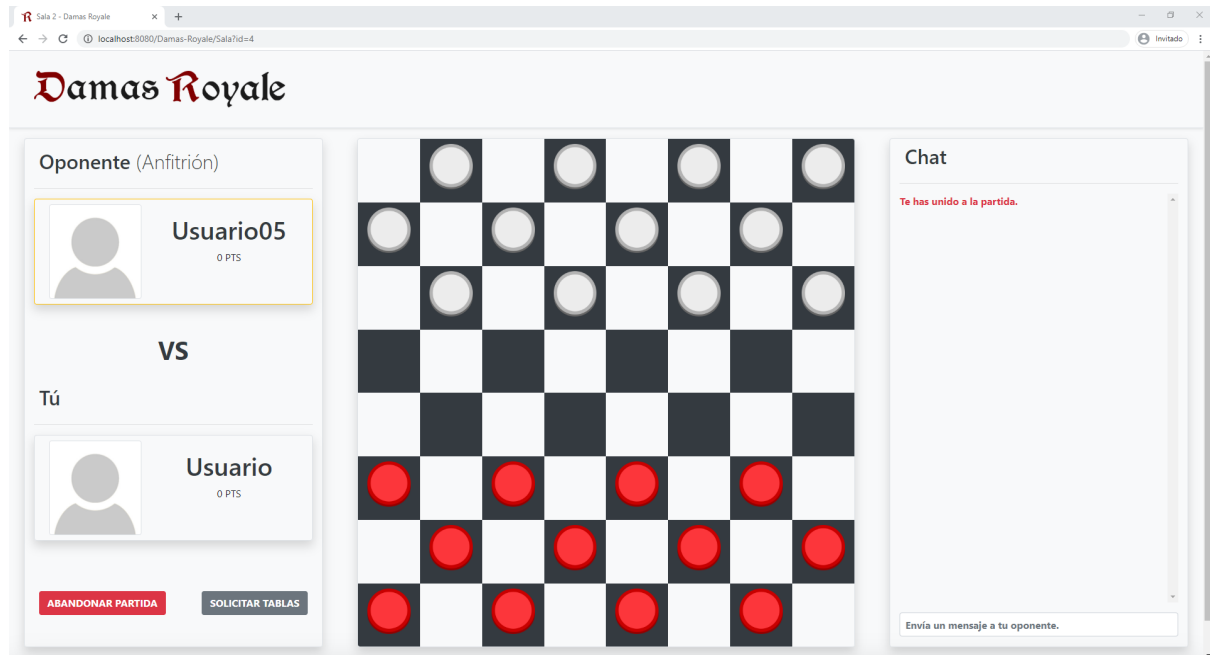 Sala 2 - Damas Royale
localhost:8080/Damas-Royale/Sala?id=4
Invitado
Damas Royale
Oponente (Anfitrión)
Usuario05
0 PTS
VS
Tú
Usuario
0 PTS
ABANDONAR PARTIDA
SOLICITAR TABLAS
Chat
Te has unido a la partida.
Envía un mensaje a tu oponente.